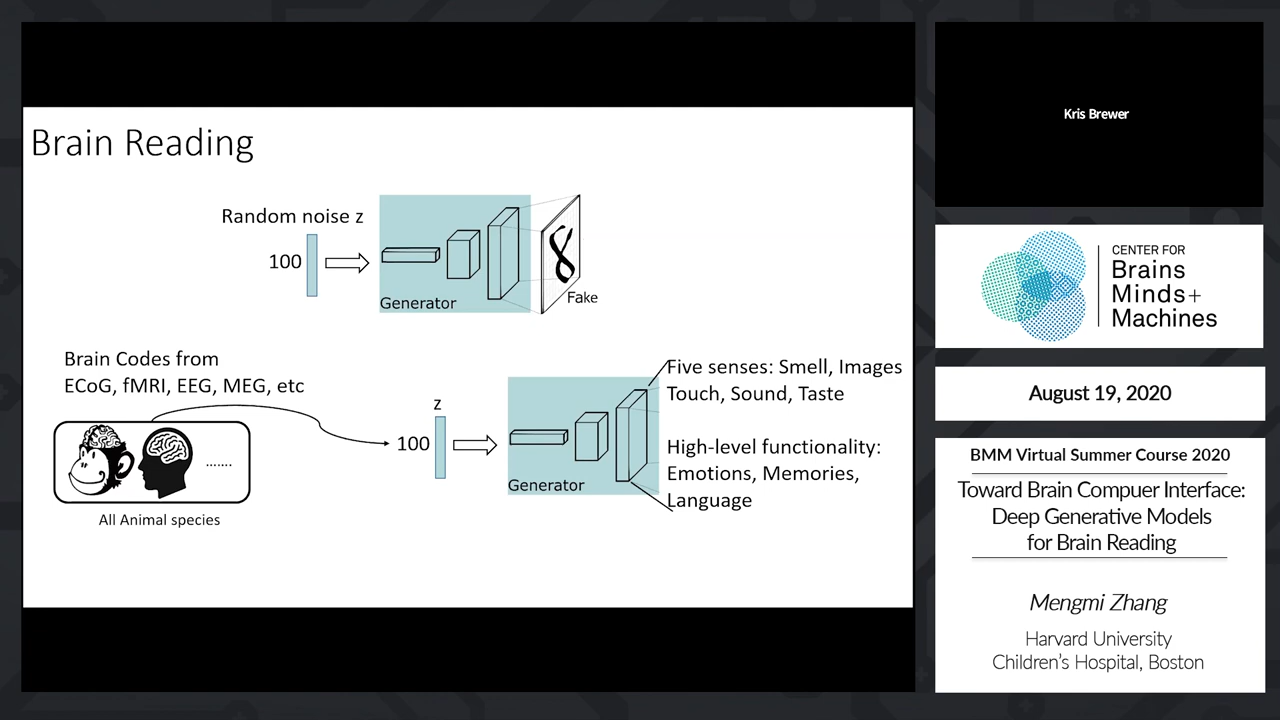 Brain Reading
Random noise z
100
Generator
8
Fake
Brain Codes from
ECoG, fMRI, EEG, MEG, etc
.......
All Animal species
z
100
Generator
Five senses: Smell, Images
Touch, Sound, Taste
High-level functionality:
Emotions, Memories,
Language
Kris Brewer
CENTER FOR
Brains
Minds+
Machines
August 19, 2020
BMM Virtual Summer Course 2020
Toward Brain Compuer Interface:
Deep Generative Models
for Brain Reading
Mengmi Zhang
Harvard University
Children's Hospital, Boston